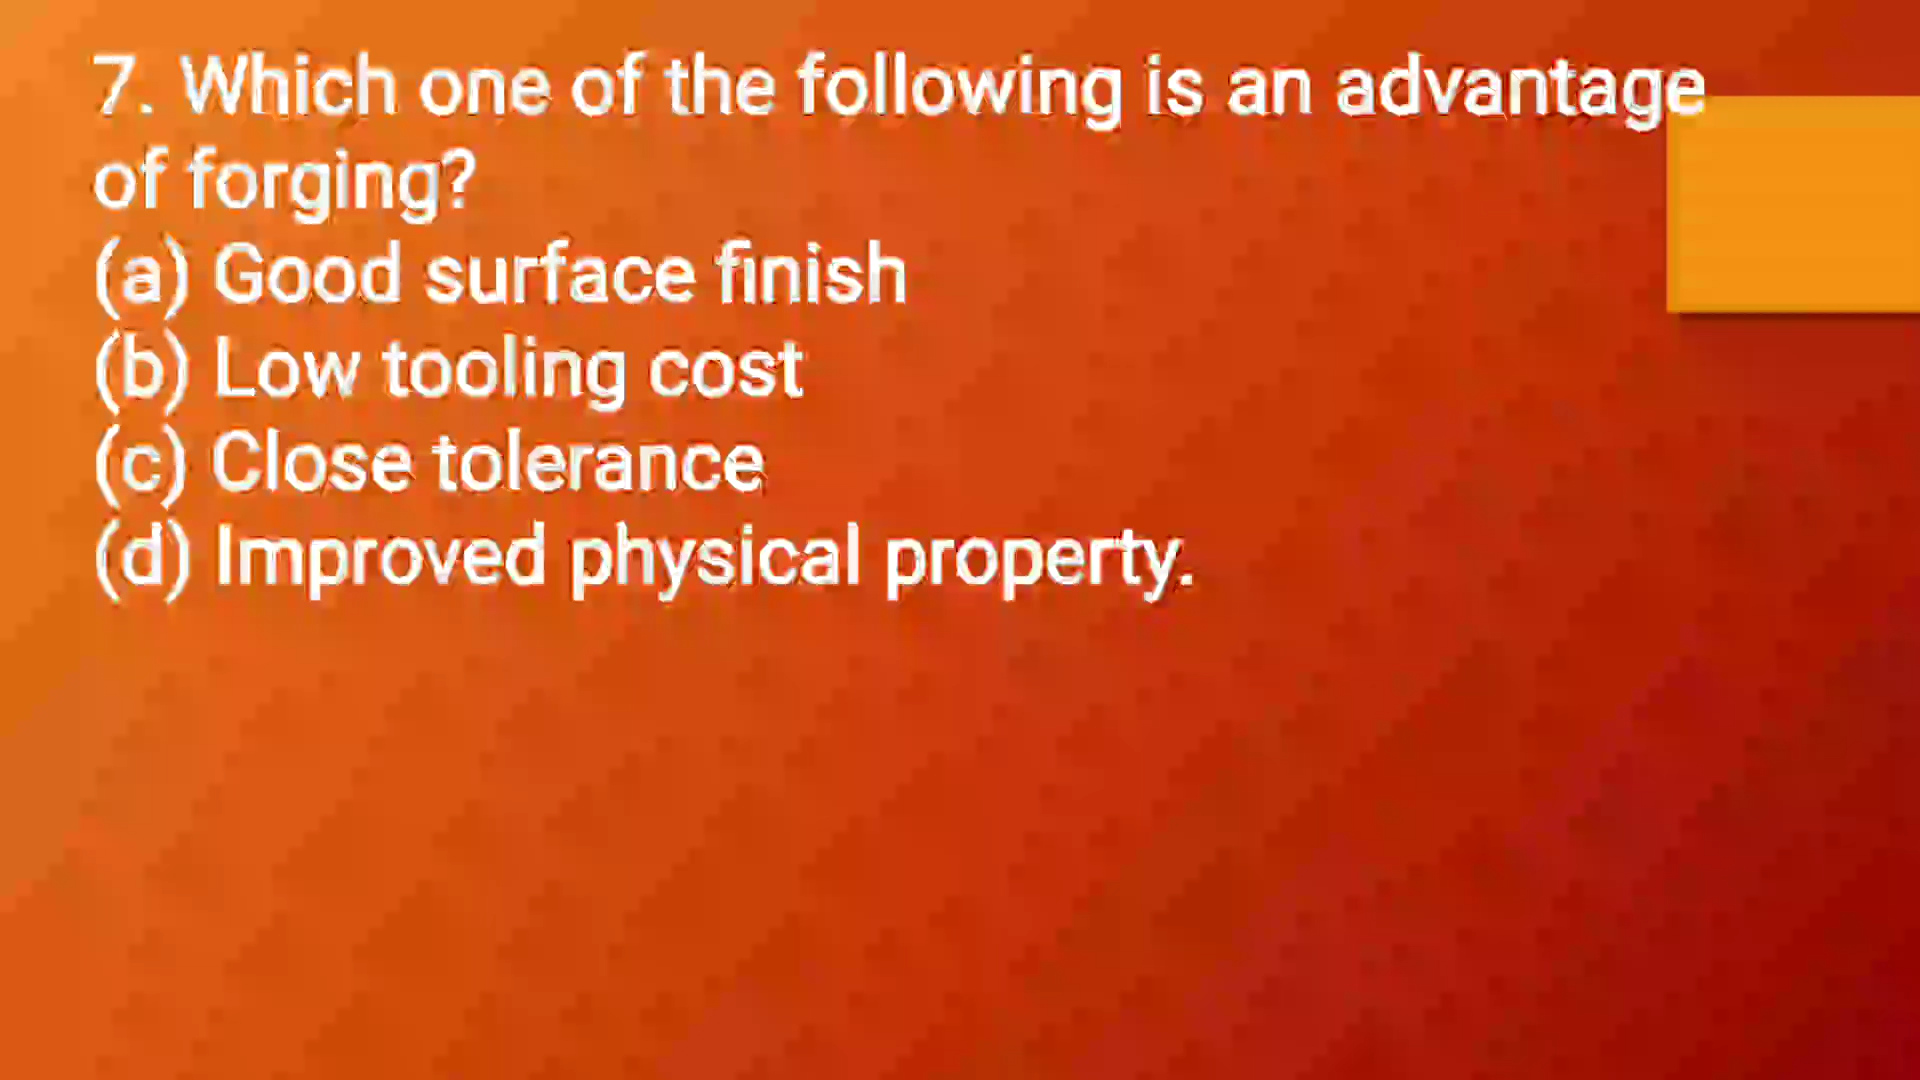 7. Which one of the following is an advantage
of forging?
(a) Good surface finish
(b) Low tooling cost
(c) Close tolerance
(d) Improved physical property.